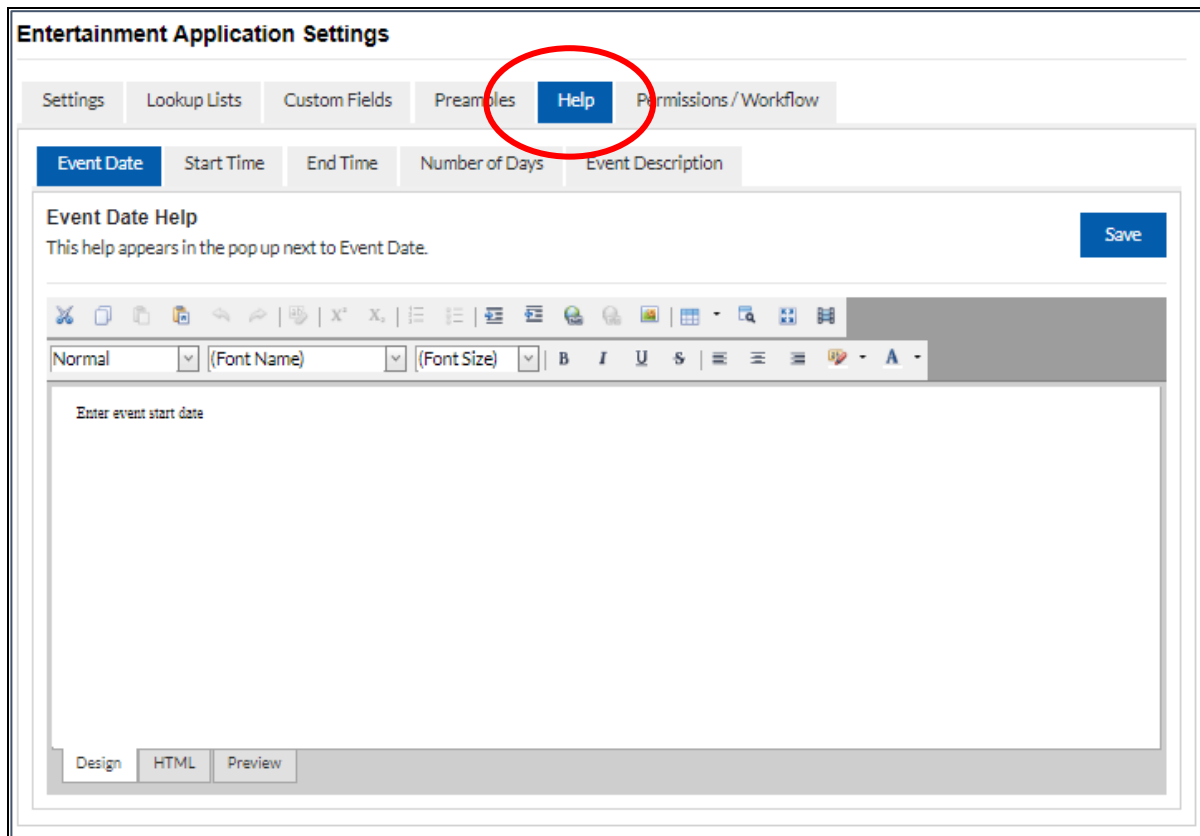 Entertainment Application Settings
Settings Lookup Lists Custom Fields Preambles Help Permissions / Workflow
Event Date Start Time End Time Number of Days Event Description
Event Date Help
This help appears in the pop up next to Event Date.
Save
Normal (Font Name) (Font Size) B I U S A
Enter event start date
Design HTML Preview